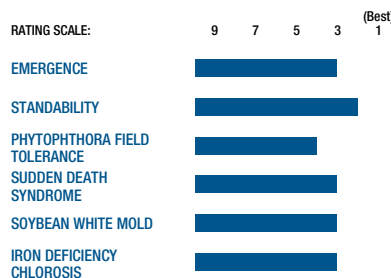 (Best)
RATING SCALE: 9 7 5 3 1
EMERGENCE
STANDABILITY
PHYTOPHTHORA FIELD
TOLERANCE
SUDDEN DEATH
SYNDROME
SOYBEAN WHITE MOLD
IRON DEFICIENCY
CHLOROSIS